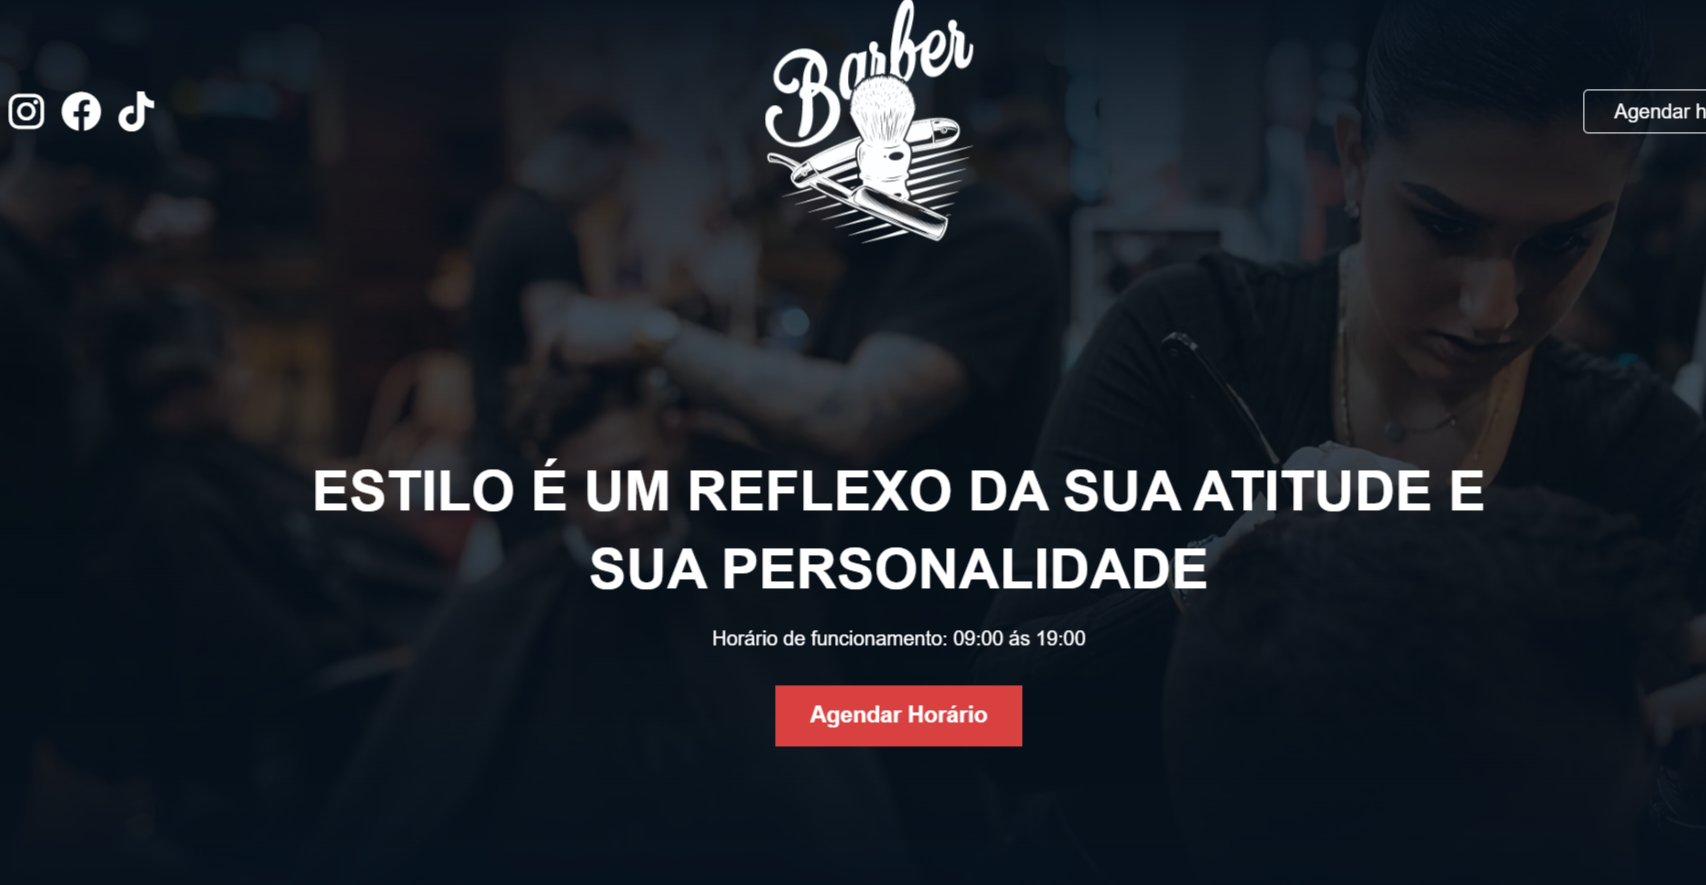 Barber
Agendar h
ESTILO É UM REFLEXO DA SUA ATITUDE E
SUA PERSONALIDADE
Horário de funcionamento: 09:00 ás 19:00
Agendar Horário